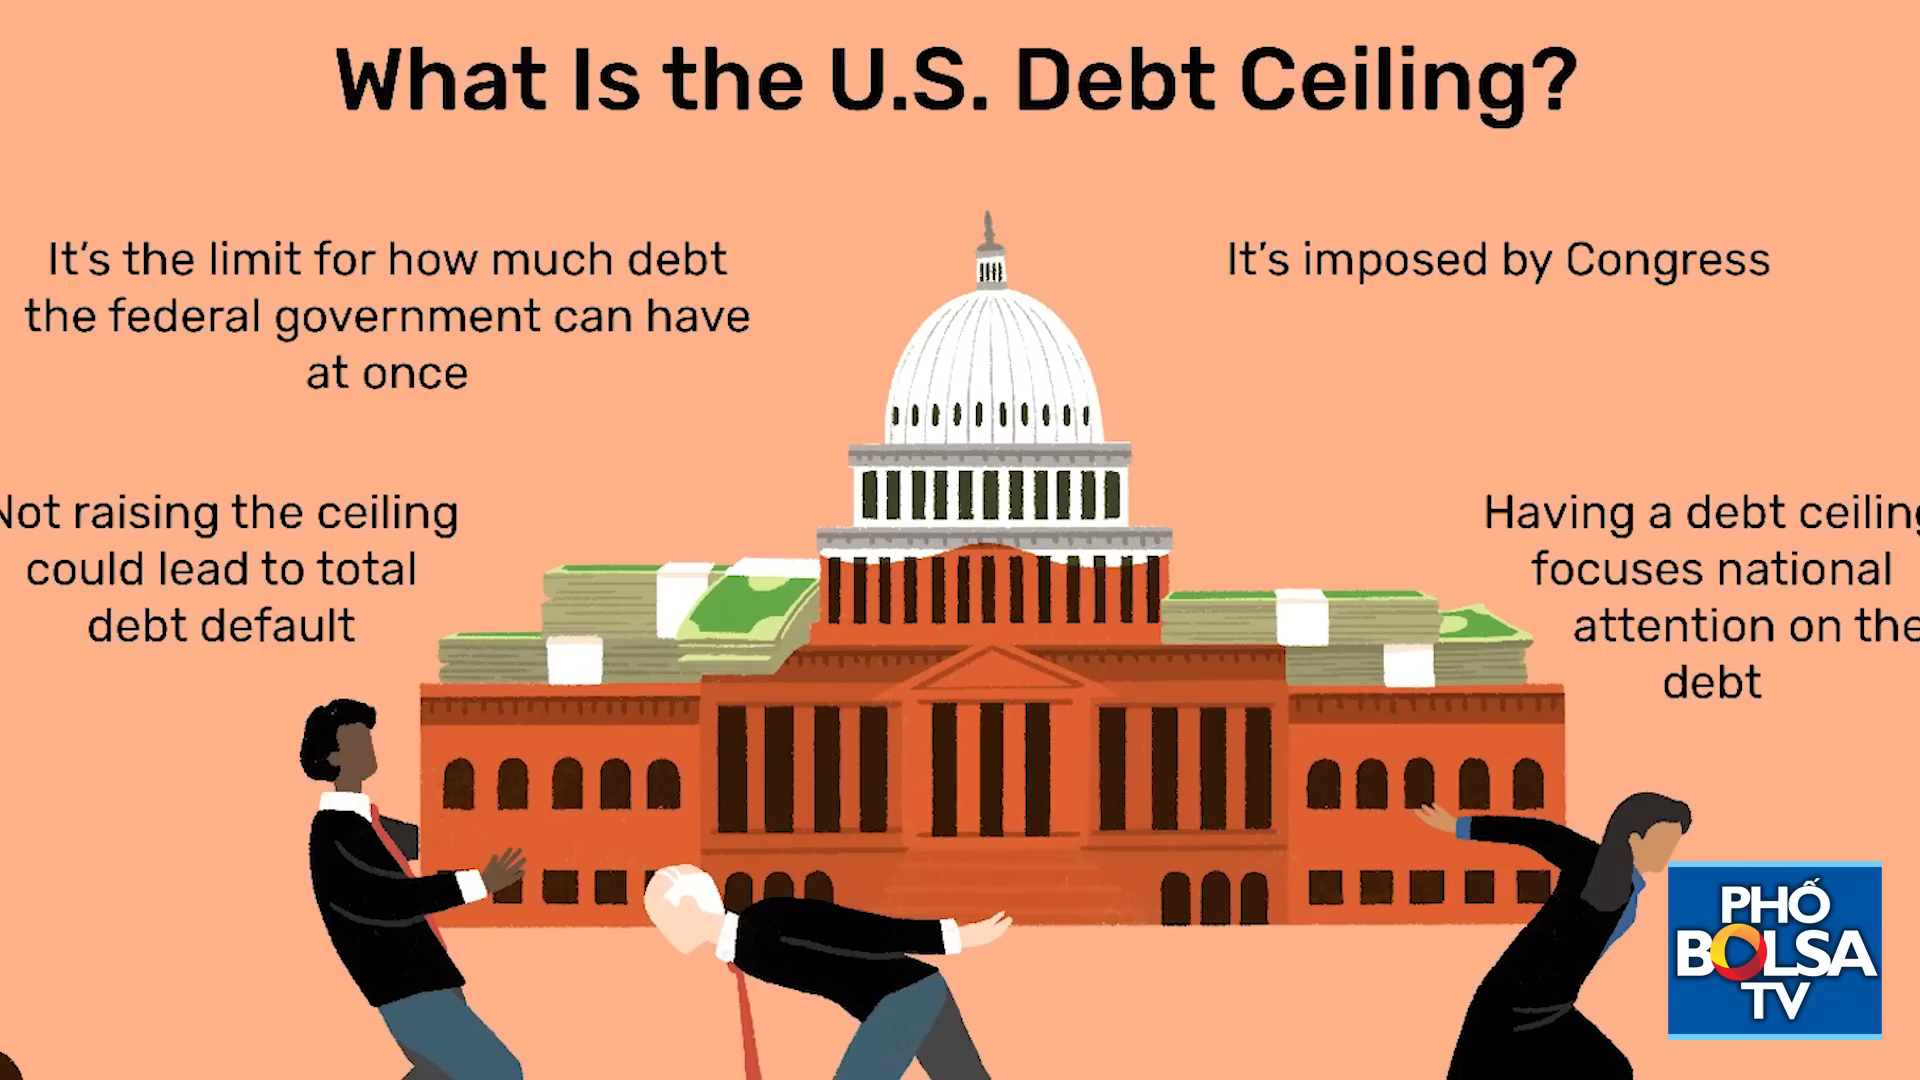 What Is the U.S. Debt Ceiling?
It's the limit for how much debt
the federal government can have
at once
It's imposed by Congress
Not raising the ceiling
could lead to total
debt default
Having a debt ceiling
focuses national
attention on the
debt
PHỐ
BOLSA
TV